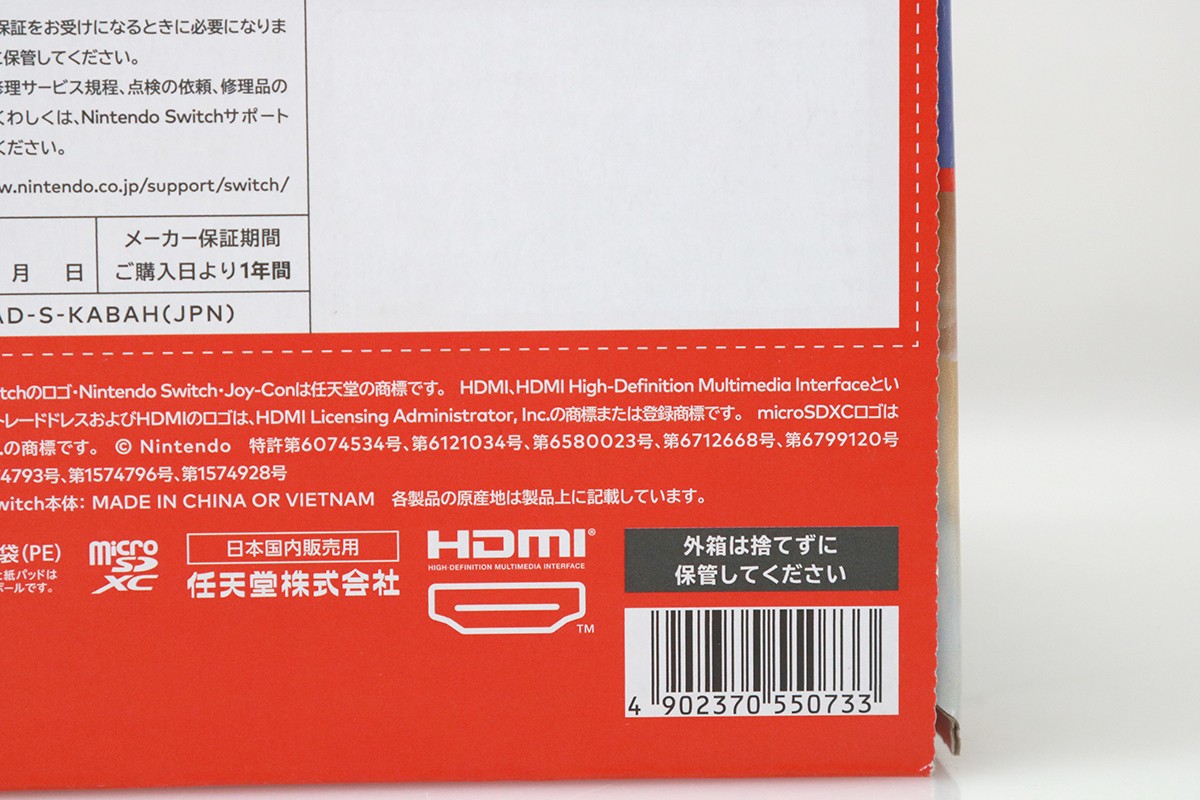 保証をお受けになるときに必要になりま
に保管してください。
修理サービス規程、点検の依頼、修理品の
くわしくは、Nintendo Switchサポート
ください。
w.nintendo.co.jp/support/switch/
メーカー保証期間
月 日 ご購入日より1年間
AD-S-KABAH(JPN)
tchのロゴ・Nintendo Switch・Joy-Conは任天堂の商標です。 HDMI、HDMI High-Definition Multimedia Interfaceとい
トレードドレスおよびHDMIのロゴは、HDMI Licensing Administrator, Inc.の商標または登録商標です。 microSDXCロゴは
.の商標です。 © Nintendo 特許第6074534号、第6121034号、第6580023号、第6712668号、第6799120号
4793号、第1574796号、第1574928号
witch本体: MADE IN CHINA OR VIETNAM 各製品の原産地は製品上に記載しています。
袋(PE)
と紙パッドは
ボールです。
micro SD XC
日本国内販売用
任天堂株式会社
HDMI®
HIGH-DEFINITION MULTIMEDIA INTERFACE
TM
外箱は捨てずに
保管してください
4 902370 550733